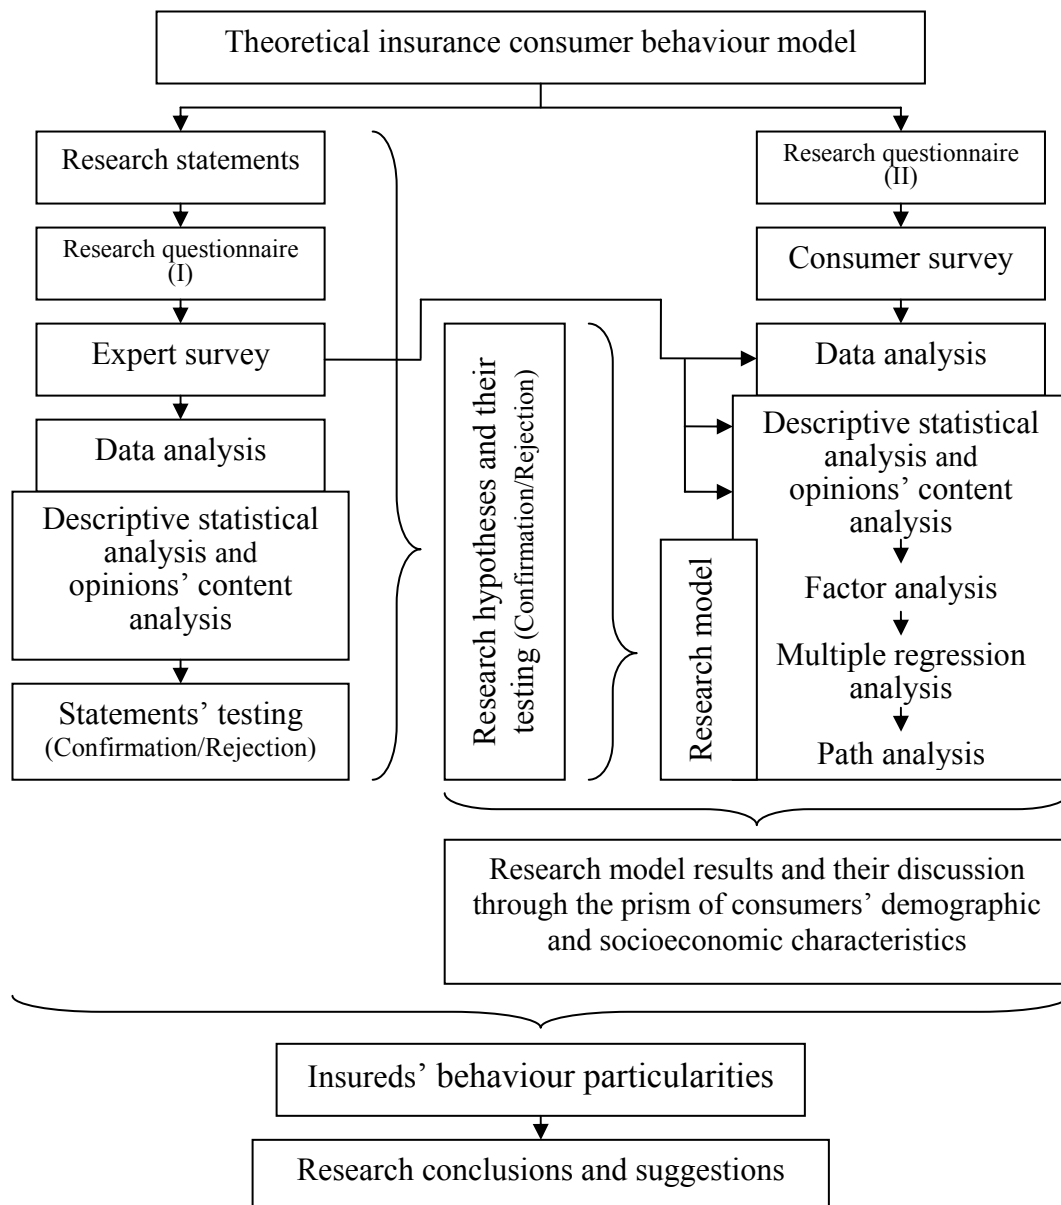 Theoretical insurance consumer behaviour model
Research statements
Research questionnaire
(I)
Expert survey
Data analysis
Descriptive statistical
analysis and
opinions’ content
analysis
Statements’ testing
(Confirmation/Rejection)
Research hypotheses and their
testing (Confirmation/Rejection)
Research questionnaire
(II)
Consumer survey
Data analysis
Descriptive statistical
analysis and
opinions’ content
analysis
Factor analysis
Multiple regression
analysis
Path analysis
Research model
Research model results and their discussion
through the prism of consumers’ demographic
and socioeconomic characteristics
Insureds’ behaviour particularities
Research conclusions and suggestions